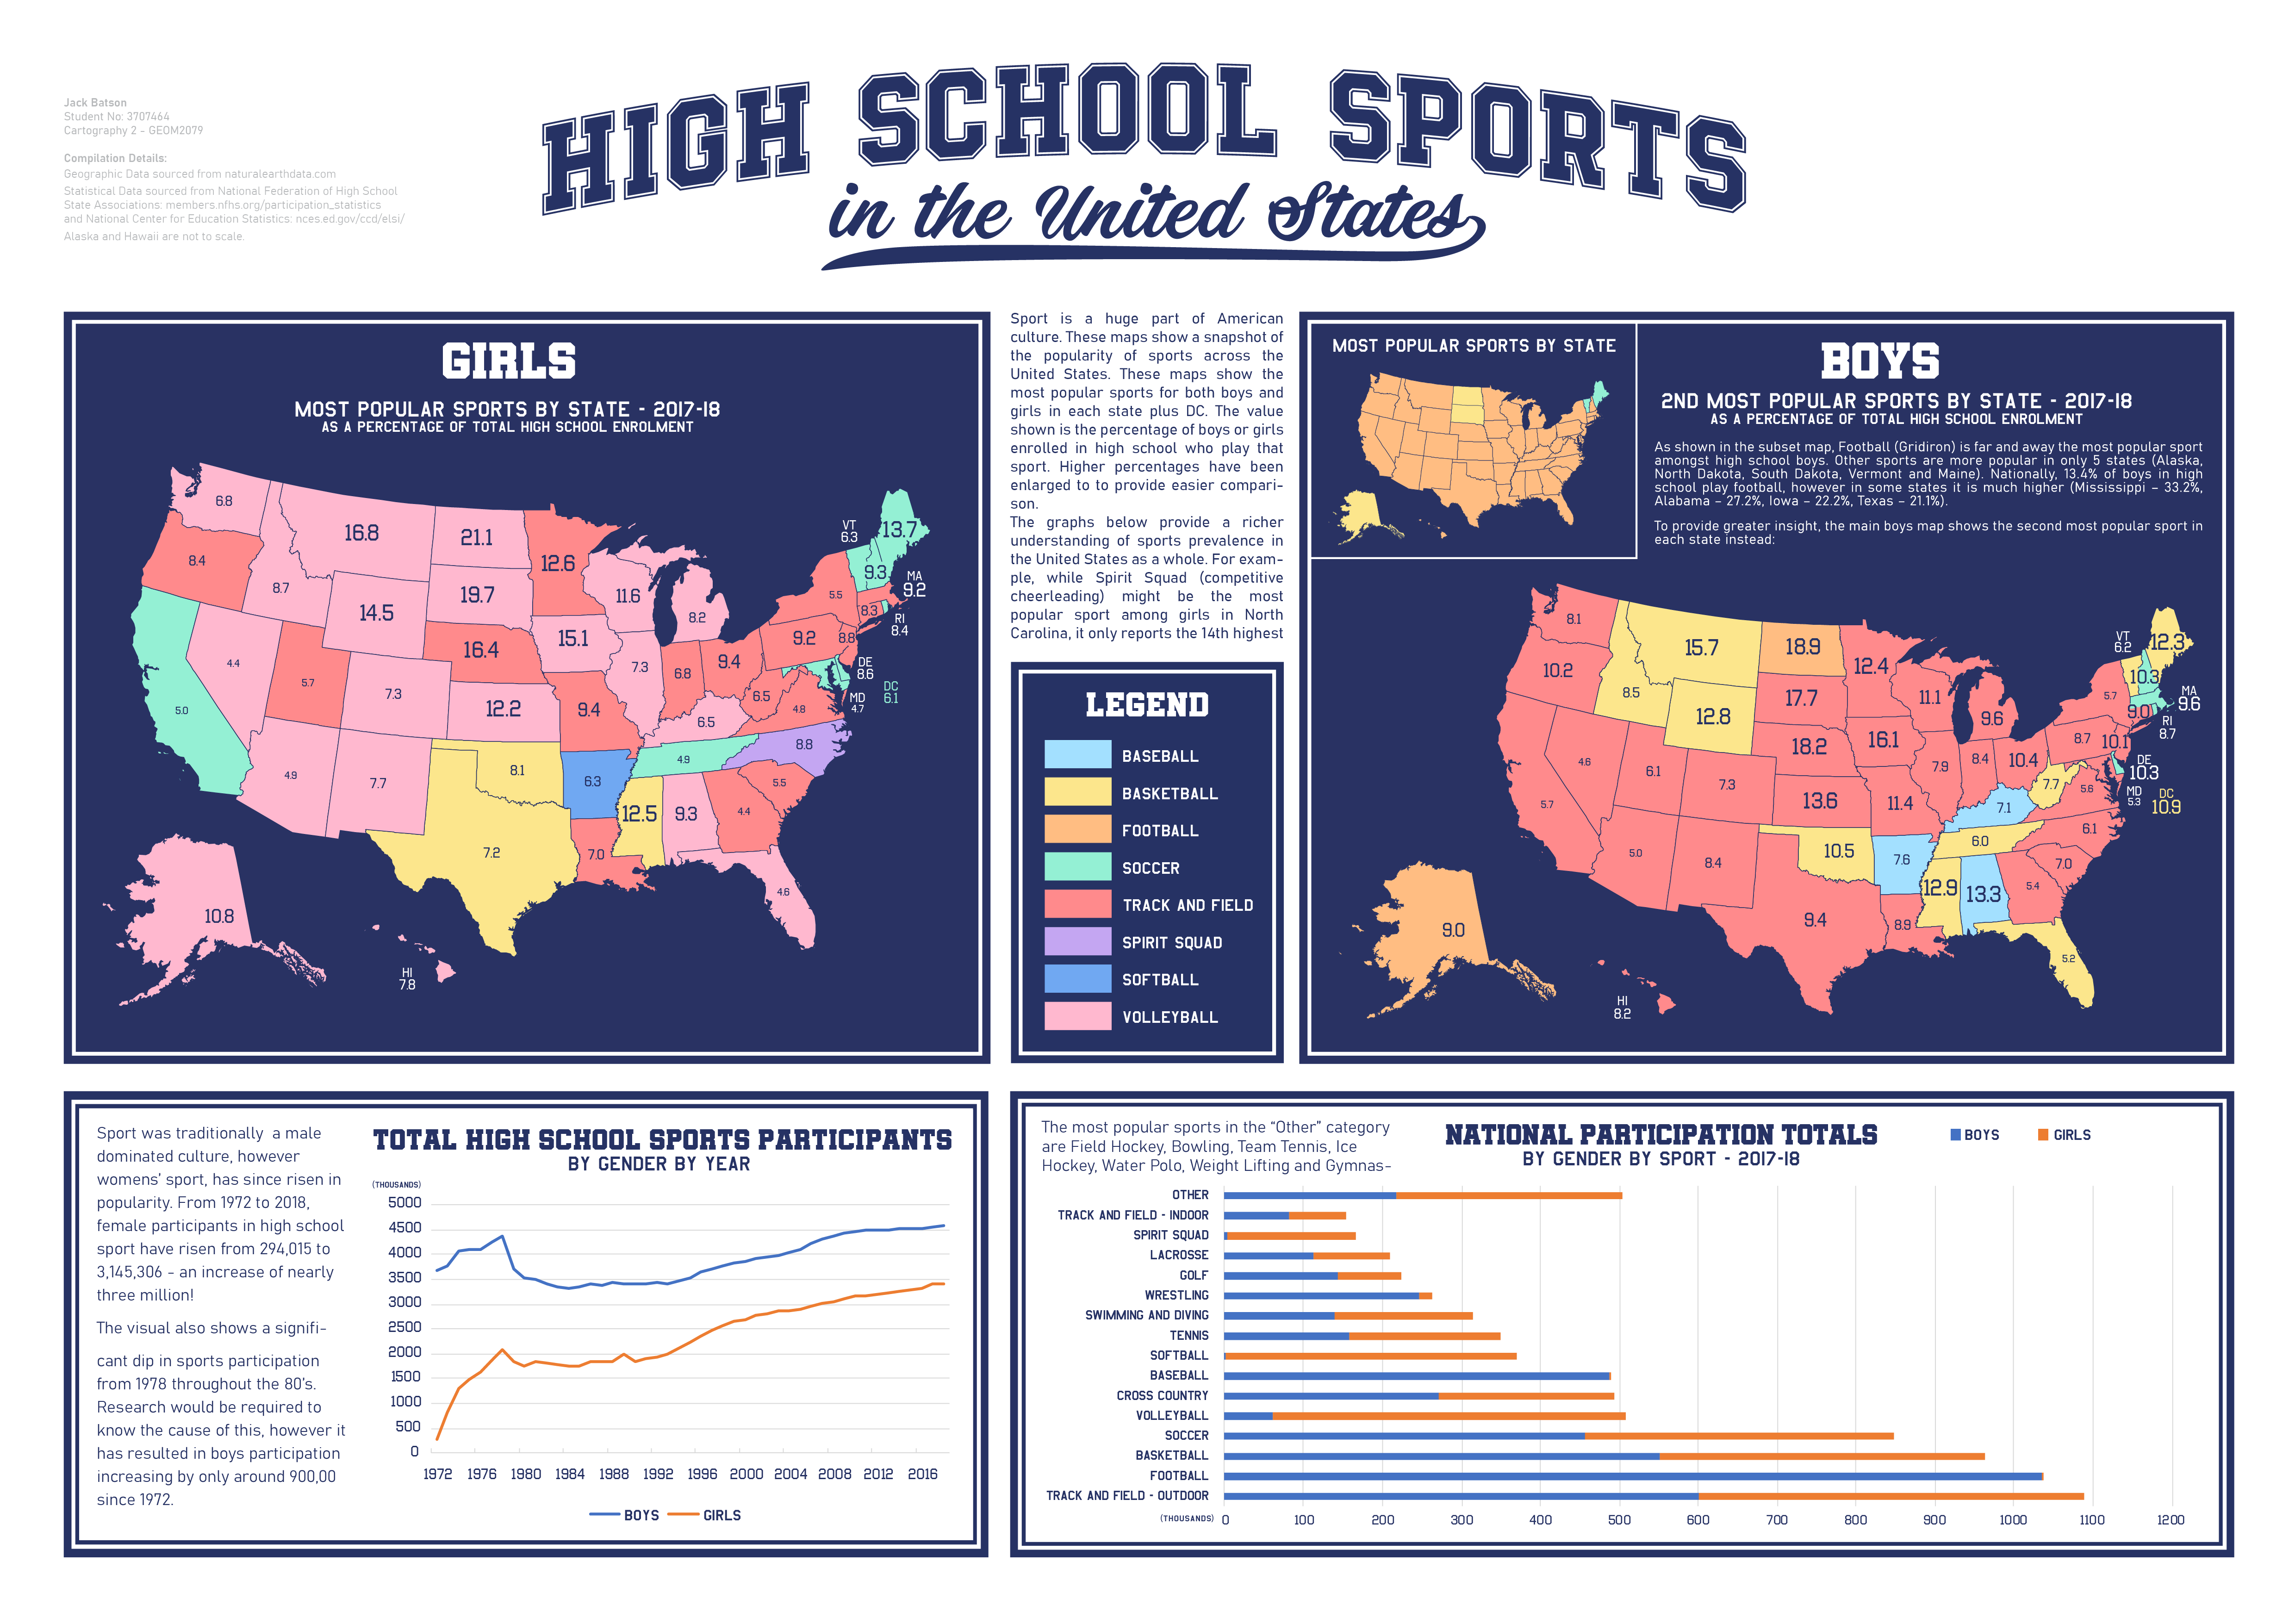 Jack Batson
Student No: 3707464
Cartography 2 - GEOM2079
Compilation Details:
Geographic Data sourced from naturalearthdata.com
Statistical Data sourced from National Federation of High School
State Associations: members.nfhs.org/participation_statistics
and National Center for Education Statistics: nces.ed.gov/ccd/elsi/
Alaska and Hawaii are not to scale.
HIGH SCHOOL SPORTS
in the United States
GIRLS
MOST POPULAR SPORTS BY STATE - 2017-18
AS A PERCENTAGE OF TOTAL HIGH SCHOOL ENROLMENT
6.8
16.8
21.1
12.6
VT
6.3
13.7
8.4
8.7
14.5
19.7
11.6
8.2
5.5
9.3
MA
9.2
8.3
RI
8.4
4.4
5.7
7.3
16.4
15.1
7.3
6.8
9.4
9.2
8.8
DE
8.6
DC
6.1
MD
4.7
5.0
12.2
9.4
6.5
6.5
4.8
8.8
4.9
7.7
8.1
6.3
4.9
5.5
7.2
7.0
12.5
9.3
4.4
4.6
10.8
HI
7.8
Sport is a huge part of American
culture. These maps show a snapshot of
the popularity of sports across the
United States. These maps show the
most popular sports for both boys and
girls in each state plus DC. The value
shown is the percentage of boys or girls
enrolled in high school who play that
sport. Higher percentages have been
enlarged to to provide easier compari-
son.
The graphs below provide a richer
understanding of sports prevalence in
the United States as a whole. For exam-
ple, while Spirit Squad (competitive
cheerleading) might be the most
popular sport among girls in North
Carolina, it only reports the 14th highest
LEGEND
BASEBALL
BASKETBALL
FOOTBALL
SOCCER
TRACK AND FIELD
SPIRIT SQUAD
SOFTBALL
VOLLEYBALL
MOST POPULAR SPORTS BY STATE
BOYS
2ND MOST POPULAR SPORTS BY STATE - 2017-18
AS A PERCENTAGE OF TOTAL HIGH SCHOOL ENROLMENT
As shown in the subset map, Football (Gridiron) is far and away the most popular sport
amongst high school boys. Other sports are more popular in only 5 states (Alaska,
North Dakota, South Dakota, Vermont and Maine). Nationally, 13.4% of boys in high
school play football, however in some states it is much higher (Mississippi – 33.2%,
Alabama – 27.2%, Iowa – 22.2%, Texas – 21.1%).
To provide greater insight, the main boys map shows the second most popular sport in
each state instead:
8.1
15.7
18.9
12.4
VT
6.2
12.3
10.2
8.5
12.8
17.7
11.1
9.6
5.7
10.3
MA
9.6
9.0
RI
8.7
4.6
6.1
7.3
18.2
16.1
7.9
8.4
10.4
8.7
10.1
DE
10.3
MD
5.3
DC
10.9
5.7
13.6
11.4
7.1
7.7
5.6
6.1
5.0
8.4
10.5
7.6
6.0
7.0
9.4
8.9
12.9
13.3
5.4
5.2
9.0
HI
8.2
Sport was traditionally a male
dominated culture, however
womens' sport, has since risen in
popularity. From 1972 to 2018,
female participants in high school
sport have risen from 294,015 to
3,145,306 - an increase of nearly
three million!
The visual also shows a signifi-
cant dip in sports participation
from 1978 throughout the 80's.
Research would be required to
know the cause of this, however it
has resulted in boys participation
increasing by only around 900,00
since 1972.
TOTAL HIGH SCHOOL SPORTS PARTICIPANTS
BY GENDER BY YEAR
(THOUSANDS)
5000
4500
4000
3500
3000
2500
2000
1500
1000
500
0
1972 1976 1980 1984 1988 1992 1996 2000 2004 2008 2012 2016
BOYS GIRLS
The most popular sports in the “Other” category
are Field Hockey, Bowling, Team Tennis, Ice
Hockey, Water Polo, Weight Lifting and Gymnas-
NATIONAL PARTICIPATION TOTALS
BY GENDER BY SPORT - 2017-18
BOYS GIRLS
OTHER
TRACK AND FIELD - INDOOR
SPIRIT SQUAD
LACROSSE
GOLF
WRESTLING
SWIMMING AND DIVING
TENNIS
SOFTBALL
BASEBALL
CROSS COUNTRY
VOLLEYBALL
SOCCER
BASKETBALL
FOOTBALL
TRACK AND FIELD - OUTDOOR
(THOUSANDS) 0 100 200 300 400 500 600 700 800 900 1000 1100 1200